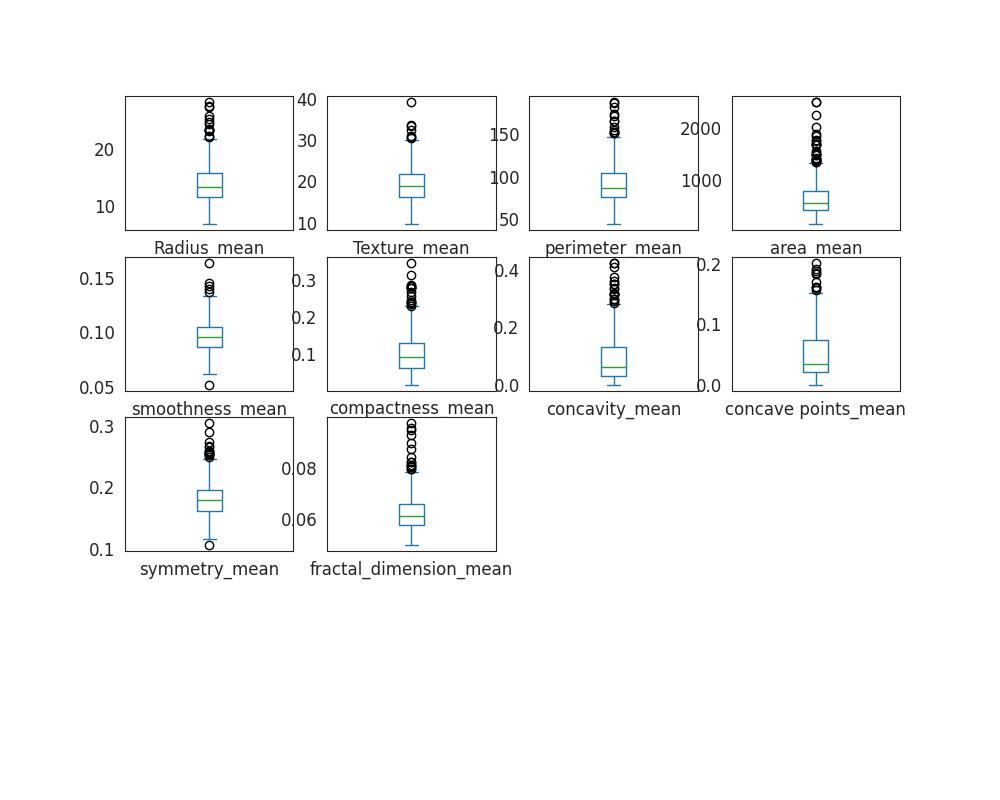 40
30
20
10
20
10
Radius_mean
Texture_mean
150
100
50
perimeter_mean
2000
1000
area_mean
0.15
0.10
0.05
smoothness_mean
0.3
0.2
0.1
compactness_mean
0.4
0.2
0.0
concavity_mean
0.2
0.1
0.0
concave points_mean
0.3
0.2
0.1
symmetry_mean
0.08
0.06
fractal_dimension_mean